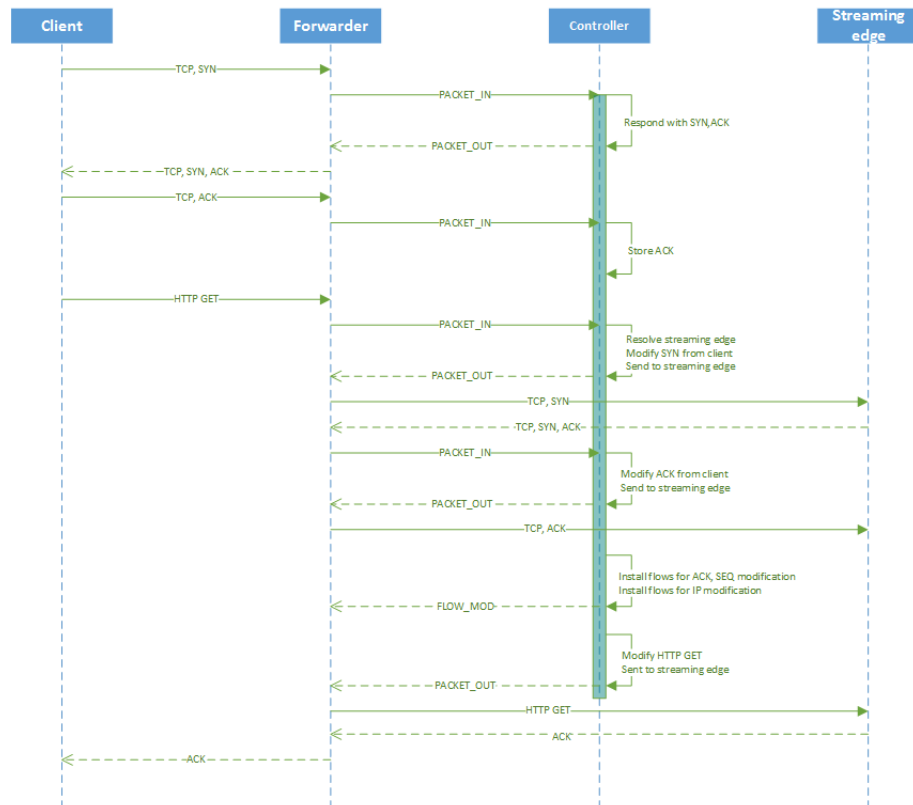 Client
Forwarder
Controller
Streaming
edge
TCP, SYN
PACKET_IN
Respond with SYN,ACK
PACKET_OUT
TCP, SYN, ACK
TCP, ACK
PACKET_IN
Store ACK
HTTP GET
PACKET_IN
Resolve streaming edge
Modify SYN from client
Send to streaming edge
PACKET_OUT
TCP, SYN
TCP, SYN, ACK
PACKET_IN
Modify ACK from client
Send to streaming edge
PACKET_OUT
TCP, ACK
Install flows for ACK, SEQ modification
Install flows for IP modification
FLOW_MOD
Modify HTTP GET
Sent to streaming edge
PACKET_OUT
HTTP GET
ACK
ACK